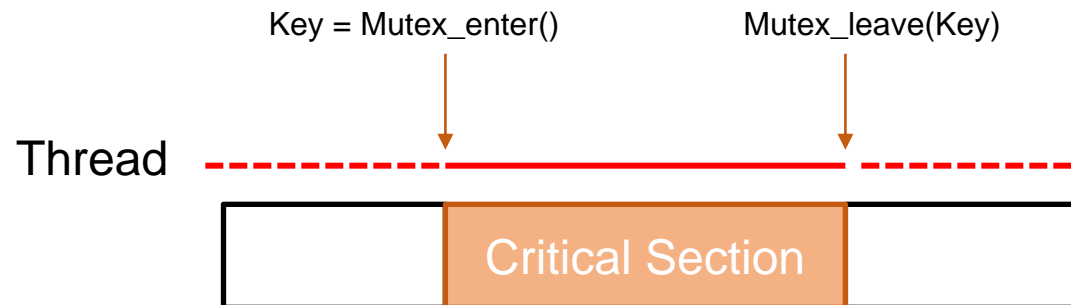 Key = Mutex_enter()
Mutex_leave(Key)
Thread
Critical Section